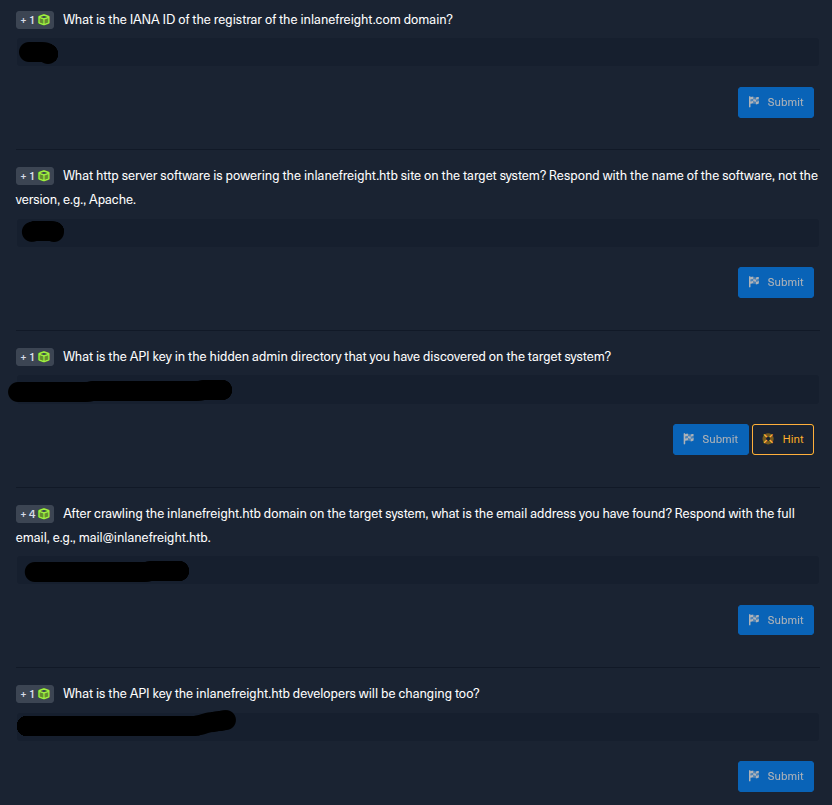 + 1 What is the IANA ID of the registrar of the inlanefreight.com domain?
Submit
+ 1 What http server software is powering the inlanefreight.htb site on the target system? Respond with the name of the software, not the
version, e.g., Apache.
Submit
+ 1 What is the API key in the hidden admin directory that you have discovered on the target system?
Submit Hint
+ 4 After crawling the inlanefreight.htb domain on the target system, what is the email address you have found? Respond with the full
email, e.g., mail@inlanefreight.htb.
Submit
+ 1 What is the API key the inlanefreight.htb developers will be changing too?
Submit